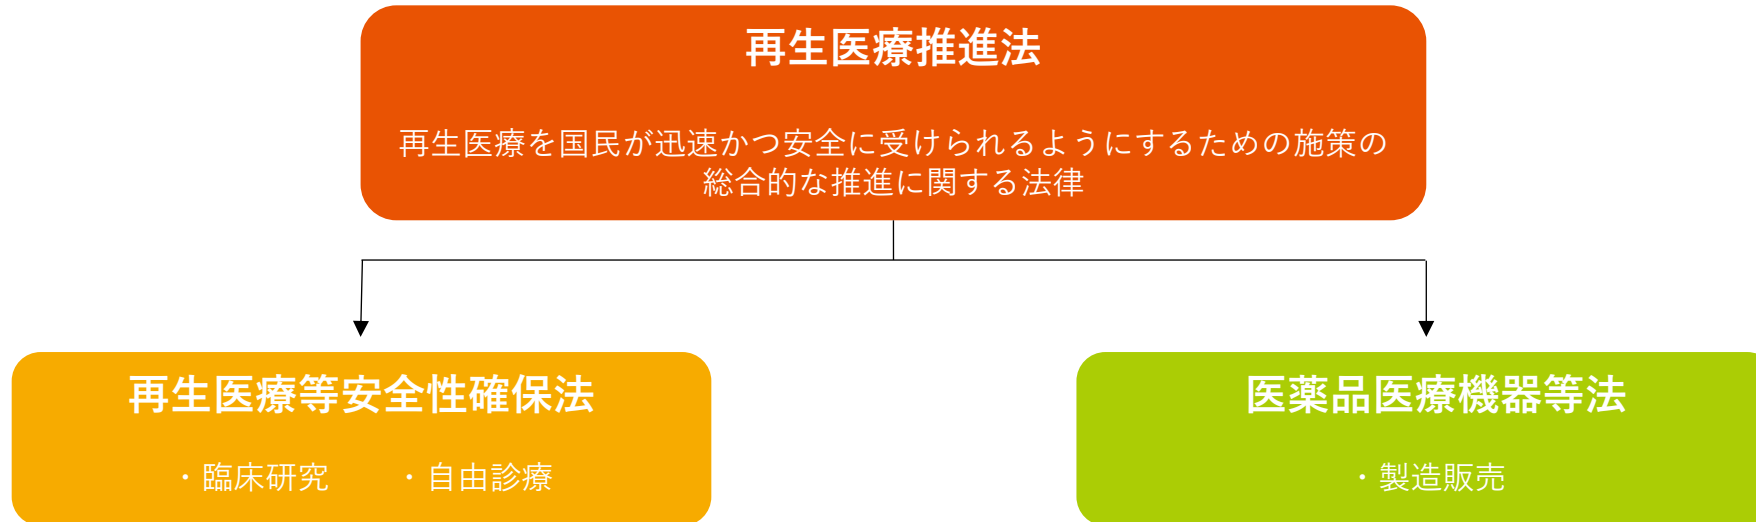 再生医療推進法
再生医療を国民が迅速かつ安全に受けられるようにするための施策の
総合的な推進に関する法律
再生医療等安全性確保法
・臨床研究　　・自由診療
医薬品医療機器等法
・製造販売